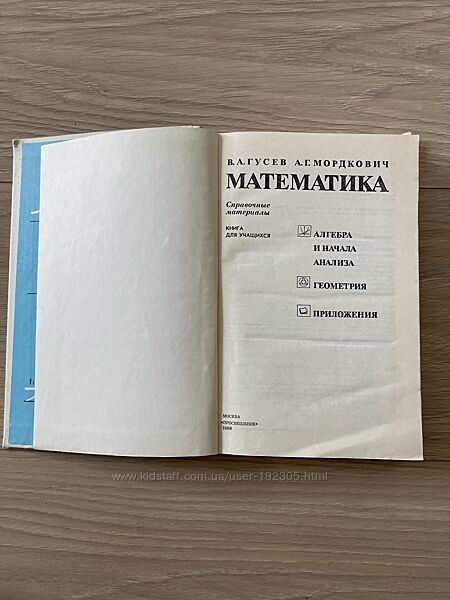 В.А.ГУСЕВ А.Г.МОРДКОВИЧ
МАТЕМАТИКА
Справочные
материалы
КНИГА
ДЛЯ УЧАЩИХСЯ
АЛГЕБРА
И НАЧАЛА
АНАЛИЗА
ГЕОМЕТРИЯ
ПРИЛОЖЕНИЯ
МОСКВА
«ПРОСВЕЩЕНИЕ»
1988
www.kidstaff.com.ua/user-192305.html